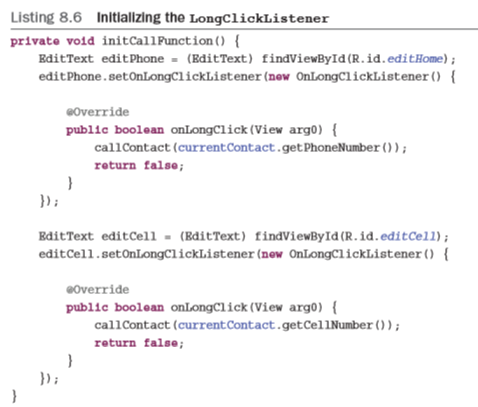 Listing 8.6 Initializing the LongClickListener
private void initCallFunction() {
    EditText editPhone = (EditText) findViewById(R.id.editHome);
    editPhone.setOnLongClickListener(new OnLongClickListener() {

        @Override
        public boolean onLongClick(View arg0) {
            callContact(currentContact.getPhoneNumber());
            return false;
        }
    });

    EditText editCell = (EditText) findViewById(R.id.editCell);
    editCell.setOnLongClickListener(new OnLongClickListener() {

        @Override
        public boolean onLongClick(View arg0) {
            callContact(currentContact.getCellNumber());
            return false;
        }
    });
}